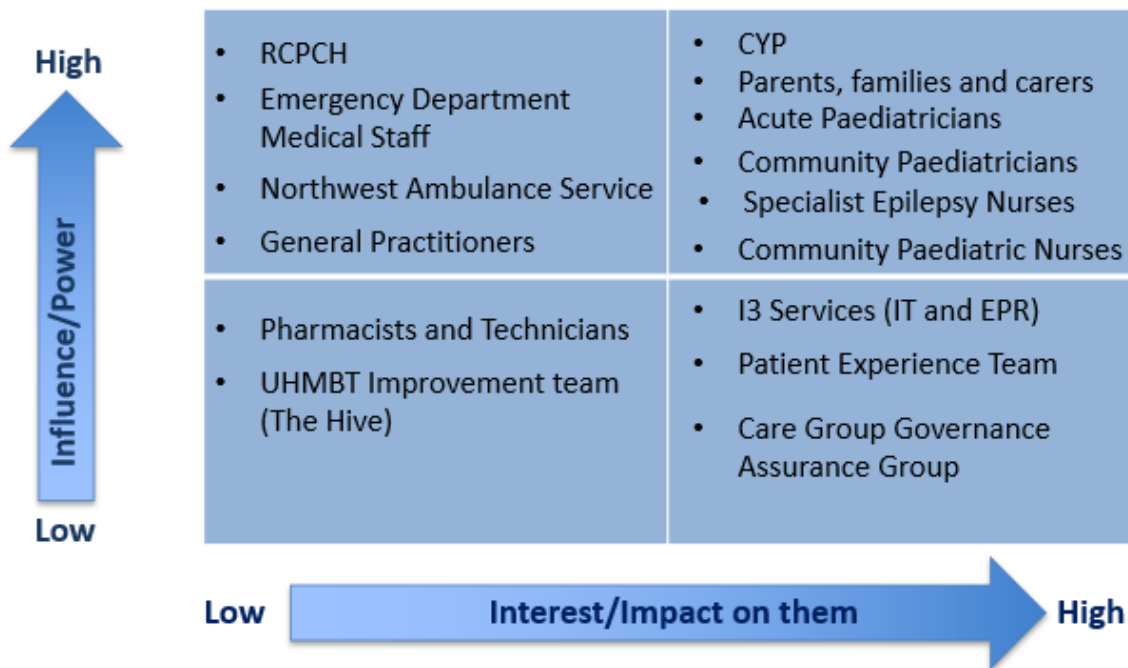 High
Influence/Power
Low
• RCPCH
• Emergency Department
Medical Staff
• Northwest Ambulance Service
• General Practitioners
• CYP
• Parents, families and carers
• Acute Paediatricians
• Community Paediatricians
• Specialist Epilepsy Nurses
• Community Paediatric Nurses
• Pharmacists and Technicians
• UHMBT Improvement team
(The Hive)
• I3 Services (IT and EPR)
• Patient Experience Team
• Care Group Governance
Assurance Group
Low
Interest/Impact on them
High